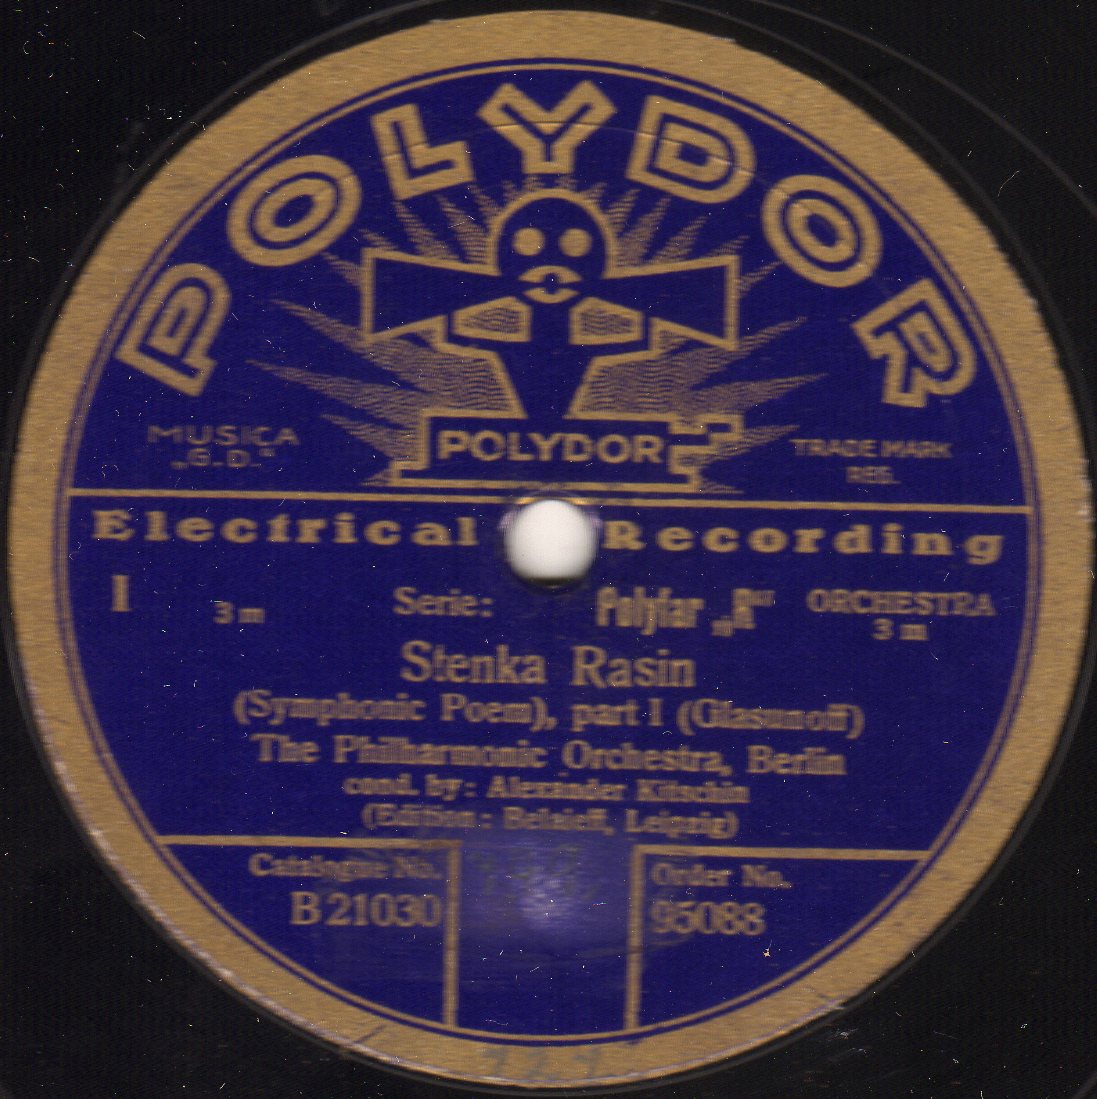 POLYDOR
POLYDOR
MUSICA
„G.D.“
TRADE MARK
REG.
Electrical Recording
I
3 m
Serie: Polyfar „R“
ORCHESTRA
3 m
Stenka Rasin
(Symphonic Poem), part I (Glasunoff)
The Philharmonic Orchestra, Berlin
cond. by: Alexander Kitschin
(Edition: Belaieff, Leipzig)
Catalogue No.
B 21030
Order No.
95088